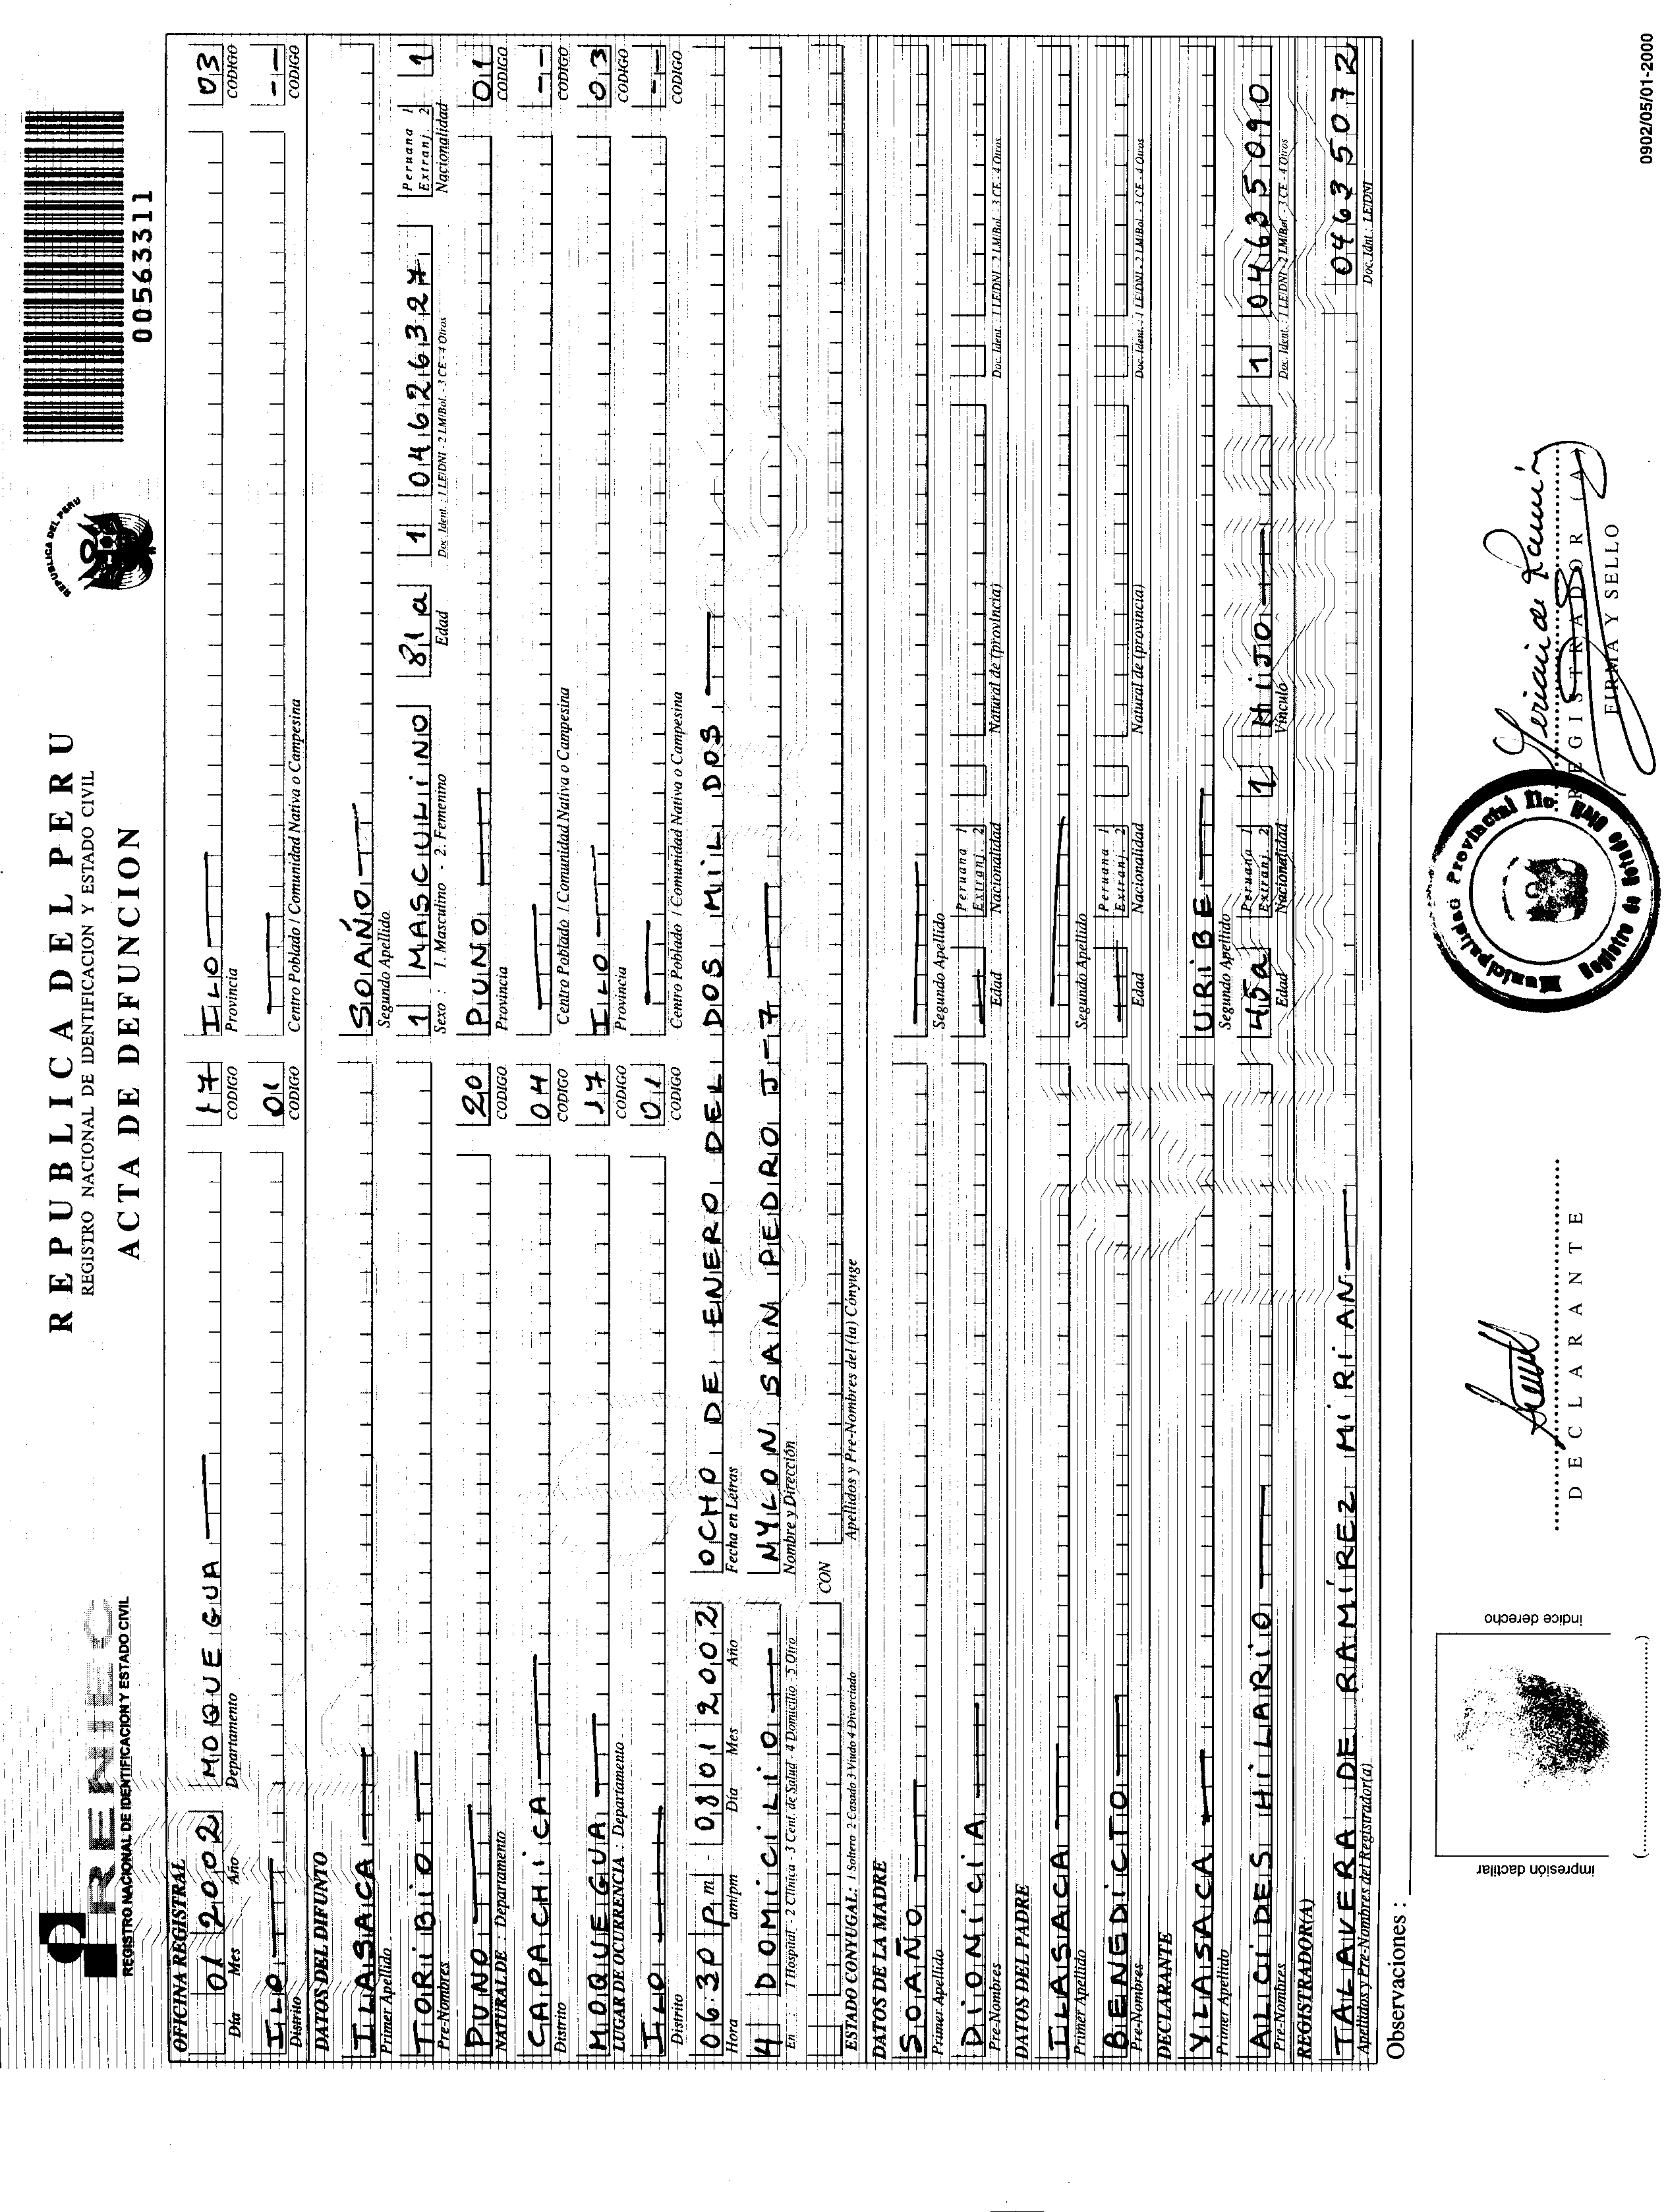 RENIEC
REGISTRO NACIONAL DE IDENTIFICACION Y ESTADO CIVIL
REPUBLICA DEL PERU
REGISTRO NACIONAL DE IDENTIFICACION Y ESTADO CIVIL
ACTA DE DEFUNCION
REPUBLICA DEL PERU
00563311
OFICINA REGISTRAL
01 2002 MOQUEGUA 17 ILO 03
Día Mes Año Departamento CODIGO Provincia CODIGO
ILO 01 --
Distrito CODIGO Centro Poblado / Comunidad Nativa o Campesina CODIGO
DATOS DEL DIFUNTO
ILASACA SOAÑO
Primer Apellido Segundo Apellido
TORIBIO 1 MASCULINO 81a 1 04626327 Peruana 1 Extranj. 2 1
Pre-Nombres Sexo : 1. Masculino - 2. Femenino Edad Doc. Ident. : 1 LE/DNI - 2 LM/Bol. - 3 CE - 4 Otros Nacionalidad
PUNO 20 PUNO 01
NATURAL DE : Departamento CODIGO Provincia CODIGO
CAPACHICA 04 --
Distrito CODIGO Centro Poblado / Comunidad Nativa o Campesina CODIGO
MOQUEGUA 17 ILO 03
LUGAR DE OCURRENCIA : Departamento CODIGO Provincia CODIGO
ILO 01 --
Distrito CODIGO Centro Poblado / Comunidad Nativa o Campesina CODIGO
06:30 pm - 08 01 2002 OCHO DE ENERO DEL DOS MIL DOS
Hora am/pm Día Mes Año Fecha en Letras
4 DOMICILIO NYLON SAN PEDRO J-7
En : 1 Hospital - 2 Clínica - 3 Cent. de Salud - 4 Domicilio 5 Otro Nombre y Dirección
CON
ESTADO CONYUGAL : 1 Soltero 2 Casado 3 Viudo 4 Divorciado Apellidos y Pre-Nombres del (la) Cónyuge
DATOS DE LA MADRE
SOAÑO
Primer Apellido Segundo Apellido
DIONICIA Peruana 1 Extranj. 2
Pre-Nombres Edad Nacionalidad Natural de (provincia) Doc. Ident. : 1 LE/DNI - 2 LM/Bol. - 3 CE - 4 Otros
DATOS DEL PADRE
ILASACA
Primer Apellido Segundo Apellido
BENEDICTO Peruana 1 Extranj. 2
Pre-Nombres Edad Nacionalidad Natural de (provincia) Doc. Ident. : 1 LE/DNI - 2 LM/Bol. - 3 CE - 4 Otros
DECLARANTE
YLASACA URIBE
Primer Apellido Segundo Apellido
ALCIDES HILARIO 45a Peruana 1 Extranj. 2 1 HIJO 1 04635090
Pre-Nombres Edad Nacionalidad Vínculo Doc. Ident. : 1 LE/DNI - 2 LM/Bol. - 3 CE - 4 Otros
REGISTRADOR(A)
TALAVERA DE RAMÍREZ MIRIAN 04635072
Apellidos y Pre-Nombres del Registrador(a) Doc. Idnt : LE/DNI
Observaciones :
impresión dactilar
índice derecho
(........................)
DECLARANTE
Municipalidad Provincial Ilo
Registro de Estado Civil
REGISTRADOR (A)
FIRMA Y SELLO
0902/05/01-2000